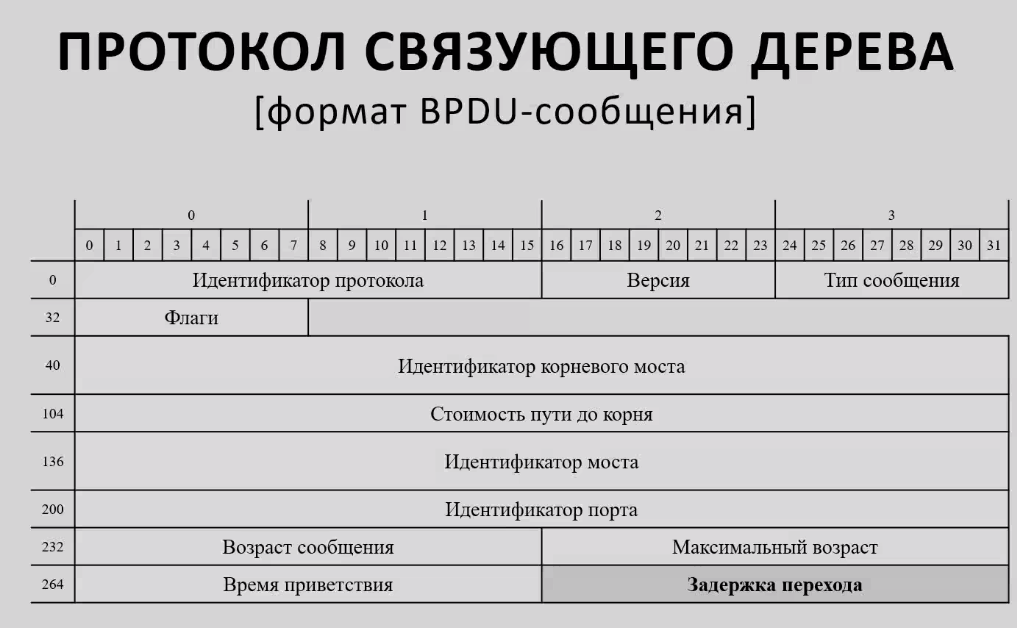 ПРОТОКОЛ СВЯЗУЮЩЕГО ДЕРЕВА
[формат BPDU-сообщения]
0 1 2 3
0 1 2 3 4 5 6 7 8 9 10 11 12 13 14 15 16 17 18 19 20 21 22 23 24 25 26 27 28 29 30 31
0 Идентификатор протокола Версия Тип сообщения
32 Флаги
40 Идентификатор корневого моста
104 Стоимость пути до корня
136 Идентификатор моста
200 Идентификатор порта
232 Возраст сообщения Максимальный возраст
264 Время приветствия Задержка перехода